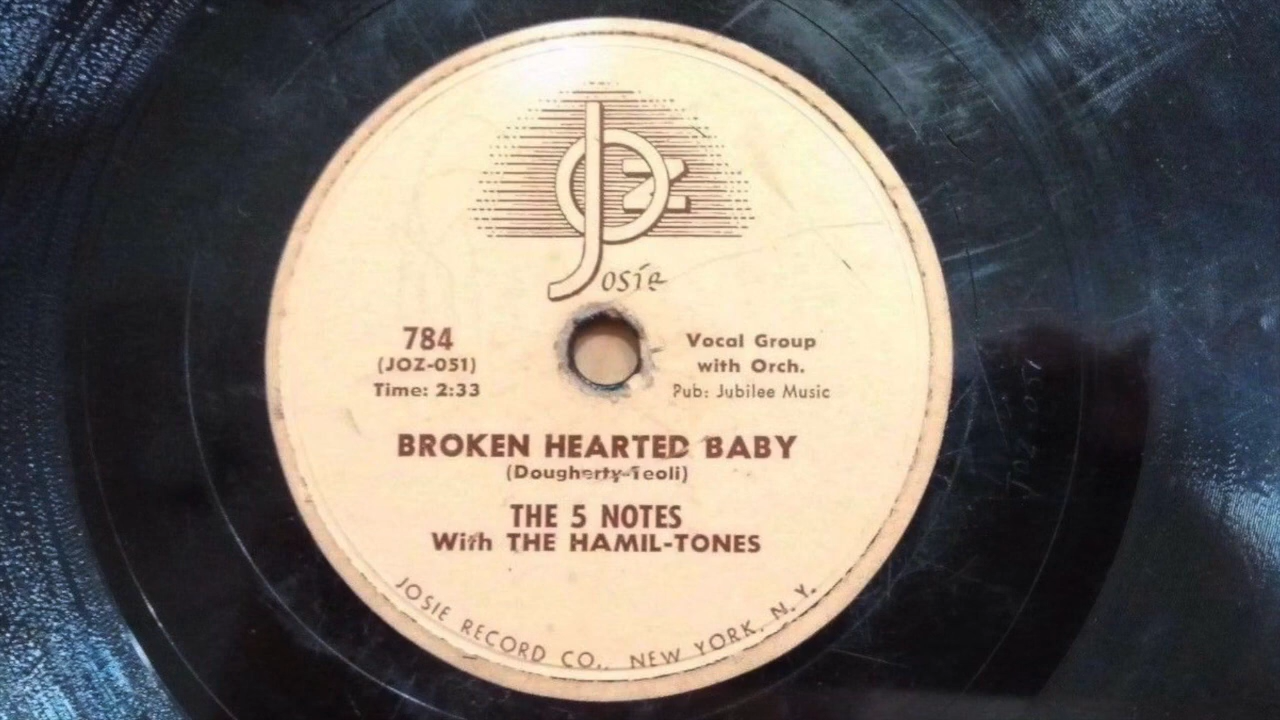 JOZ
Josie
784
(JOZ-051)
Time: 2:33
Vocal Group
with Orch.
Pub: Jubilee Music
BROKEN HEARTED BABY
(Dougherty-Teoli)
THE 5 NOTES
With THE HAMIL-TONES
JOSIE RECORD CO., NEW YORK, N. Y.